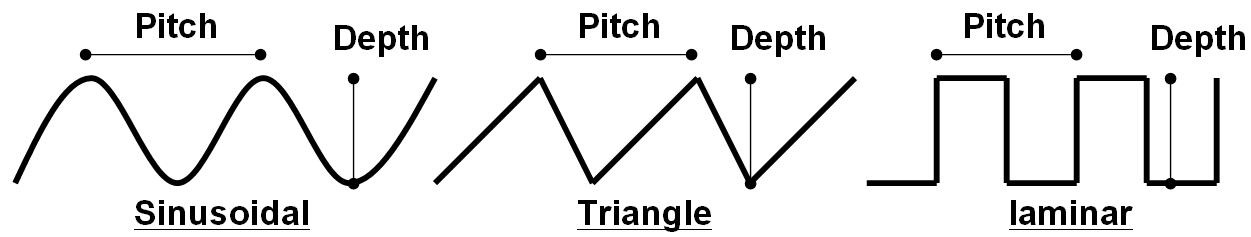 Pitch
Depth
Sinusoidal
Pitch
Depth
Triangle
Pitch
Depth
laminar